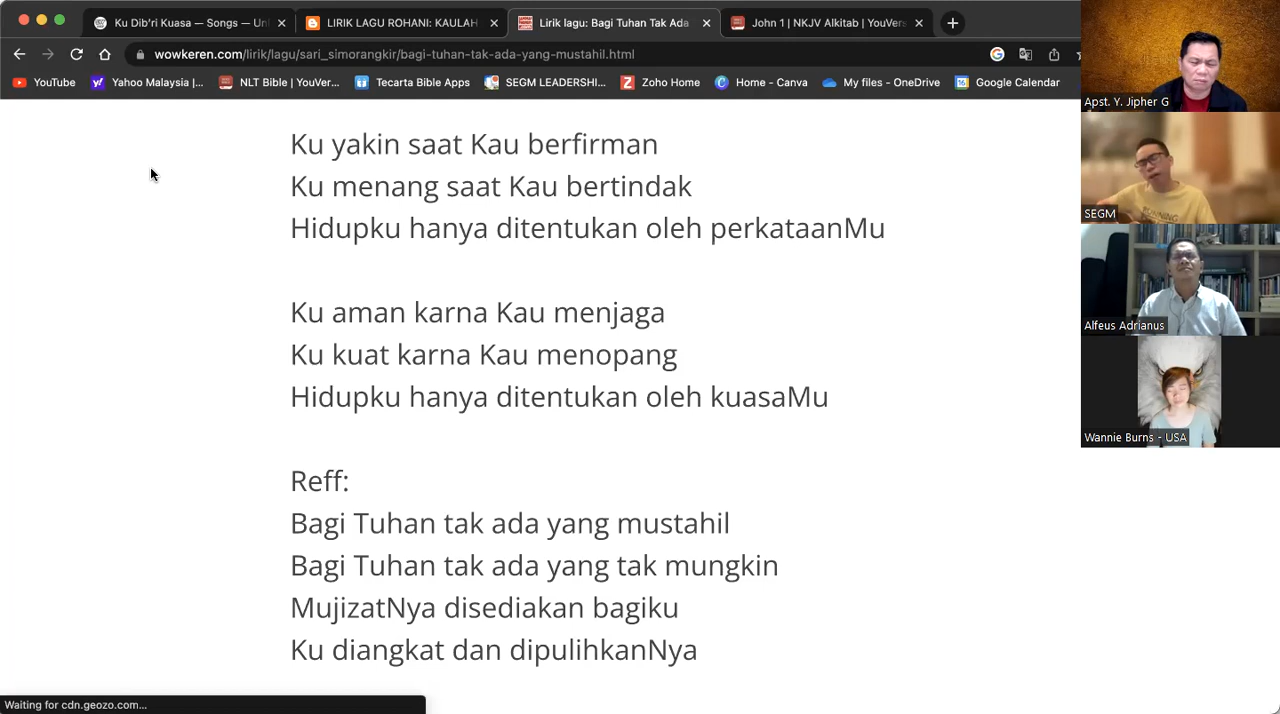 Ku Dib'ri Kuasa — Songs — Un
LIRIK LAGU ROHANI: KAULAH
Lirik lagu: Bagi Tuhan Tak Ada
John 1 | NKJV Alkitab | YouVers
wowkeren.com/lirik/lagu/sari_simorangkir/bagi-tuhan-tak-ada-yang-mustahil.html
YouTube
Yahoo Malaysia |...
NLT Bible | YouVer...
Tecarta Bible Apps
SEGM LEADERSHI...
Zoho Home
Home - Canva
My files - OneDrive
Google Calendar
Ku yakin saat Kau berfirman
Ku menang saat Kau bertindak
Hidupku hanya ditentukan oleh perkataanMu
Ku aman karna Kau menjaga
Ku kuat karna Kau menopang
Hidupku hanya ditentukan oleh kuasaMu
Reff:
Bagi Tuhan tak ada yang mustahil
Bagi Tuhan tak ada yang tak mungkin
MujizatNya disediakan bagiku
Ku diangkat dan dipulihkanNya
Waiting for cdn.geozo.com...
Apst. Y. Jipher G
SEGM
Alfeus Adrianus
Wannie Burns - USA